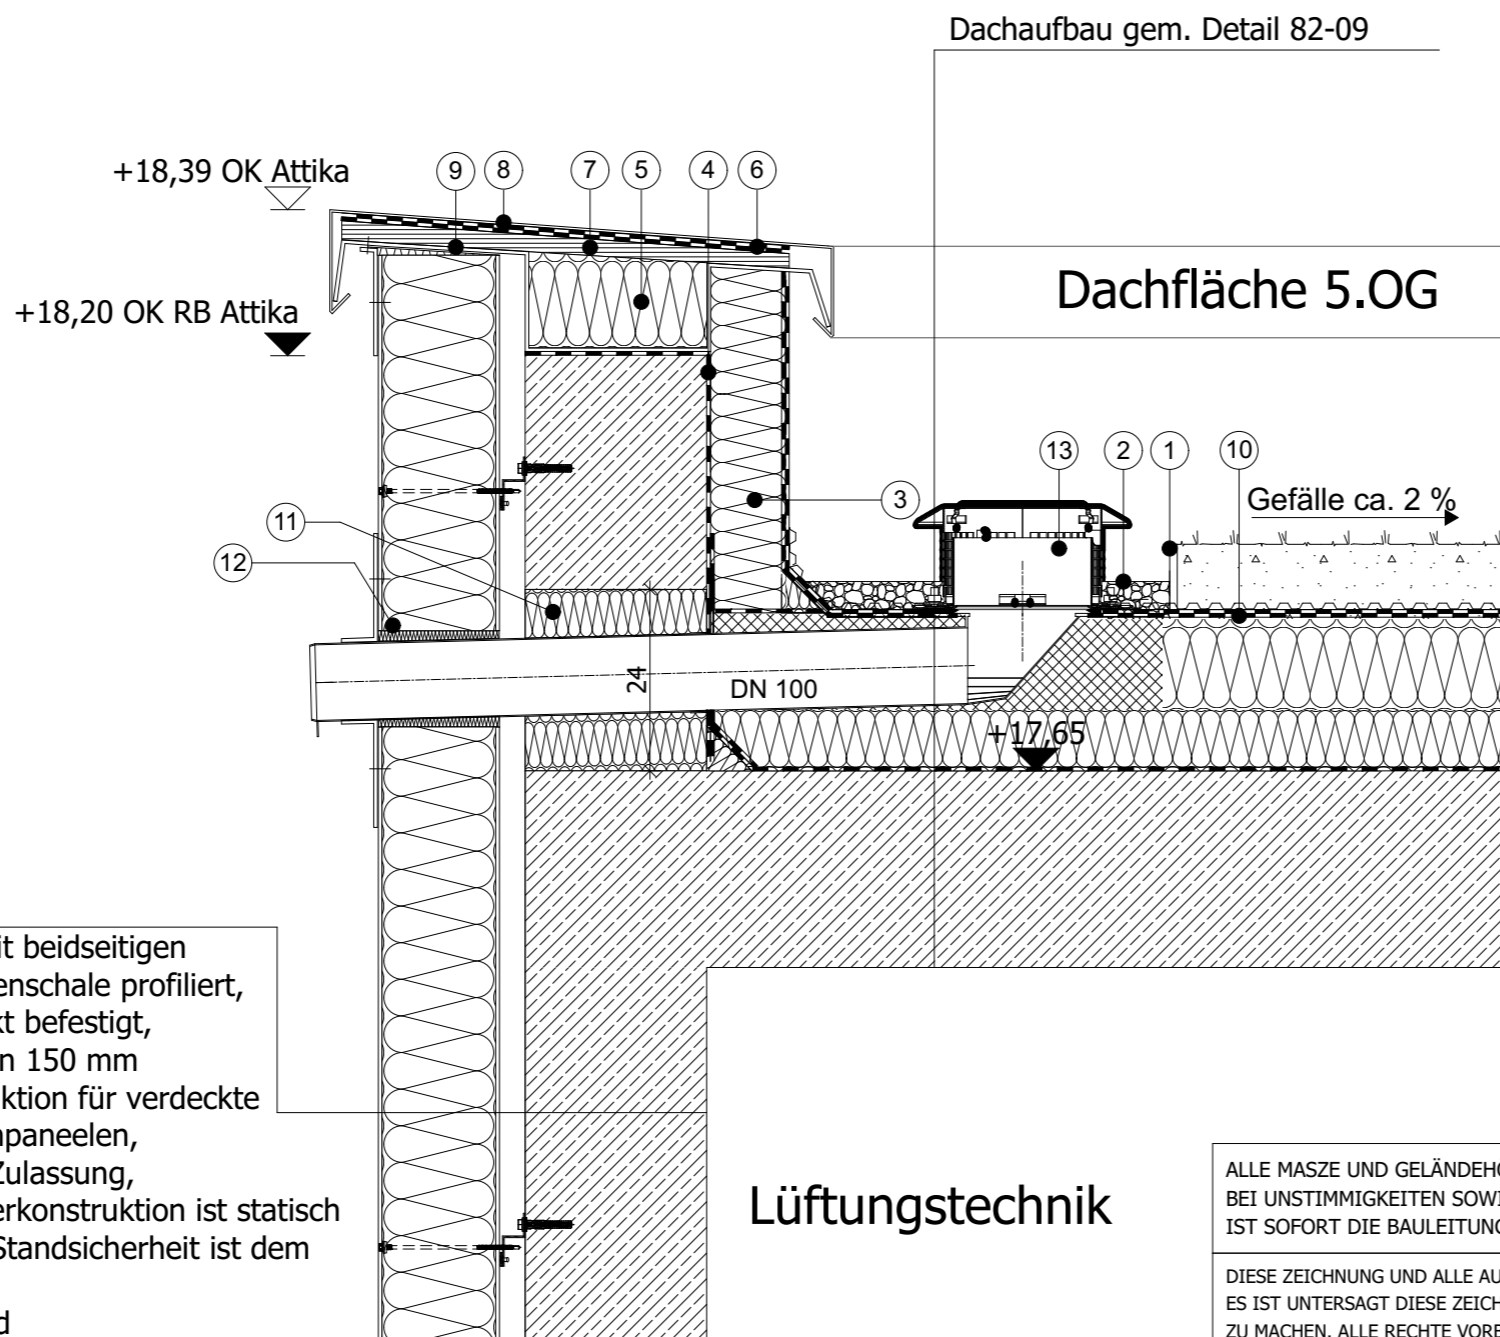 Dachaufbau gem. Detail 82-09
+18,39 OK Attika
9 8 7 5 4 6
Dachfläche 5.OG
+18,20 OK RB Attika
13 2 1 10
3
Gefälle ca. 2 %
11
12
24
DN 100
+17,65
it beidseitigen
enschale profiliert,
kt befestigt,
n 150 mm
ktion für verdeckte
npaneelen,
Zulassung,
erkonstruktion ist statisch
Standsicherheit ist dem
d
Lüftungstechnik
ALLE MASZE UND GELÄNDEH
BEI UNSTIMMIGKEITEN SOWI
IST SOFORT DIE BAULEITUNG
DIESE ZEICHNUNG UND ALLE AU
ES IST UNTERSAGT DIESE ZEICH
ZU MACHEN. ALLE RECHTE VORB